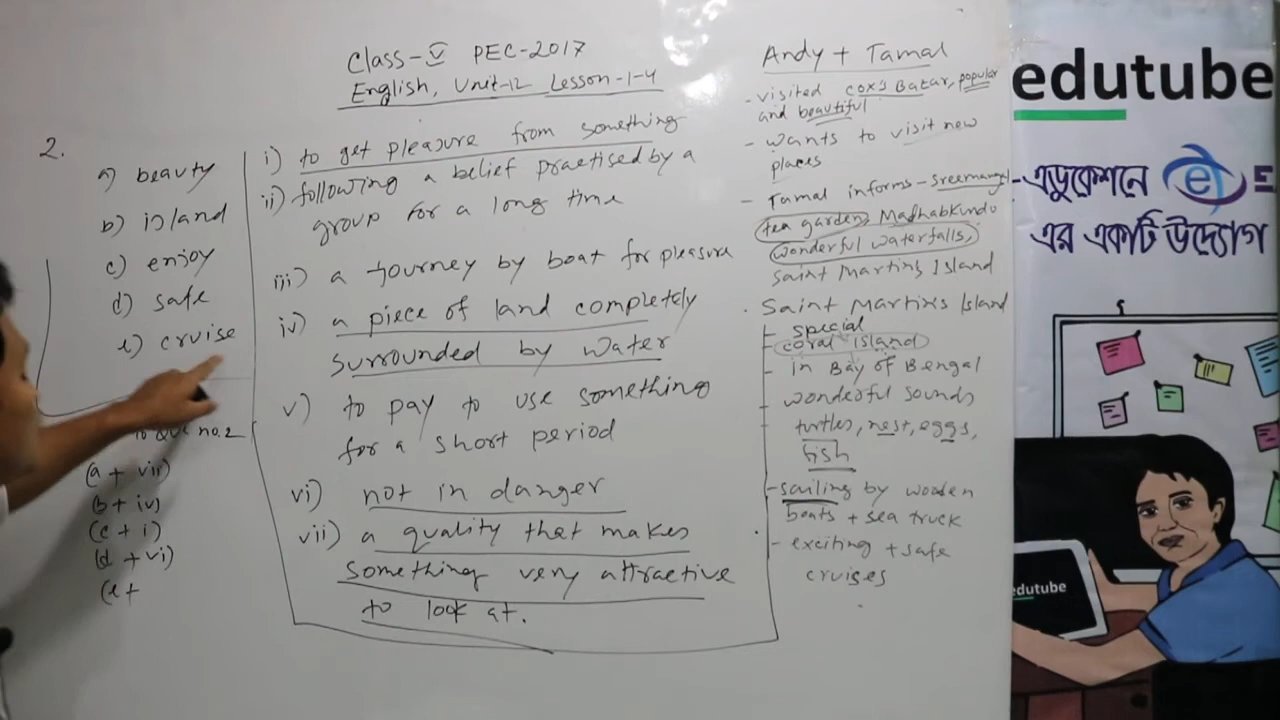 Class-V PEC-2017
English, Unit-12 Lesson-1-4
2.
a) beauty
b) island
c) enjoy
d) safe
e) cruise
i) to get pleasure from something
ii) following a belief practised by a
group for a long time
iii) a journey by boat for pleasure
iv) a piece of land completely
surrounded by water
v) to pay to use something
for a short period
vi) not in danger
vii) a quality that makes
something very attractive
to look at.
to que no. 2
(a + vii)
(b + iv)
(c + i)
(d + vi)
(e +
Andy + Tamal
- visited cox's Bazar, popular
and beautiful
- wants to visit new
places
- Tamal informs - Sreemangal
tea garden, Madhabkundo
wonderful waterfalls,
Saint Martin's Island
. Saint Martin's Island
- special
- coral island
- in Bay of Bengal
- wonderful sounds
- turtles, nest, eggs,
fish
- sailing by wooden
boats + sea truck
- exciting + safe
cruises
edutube
এডুকেশনে e E
এর একটি উদ্যোগ
edutube